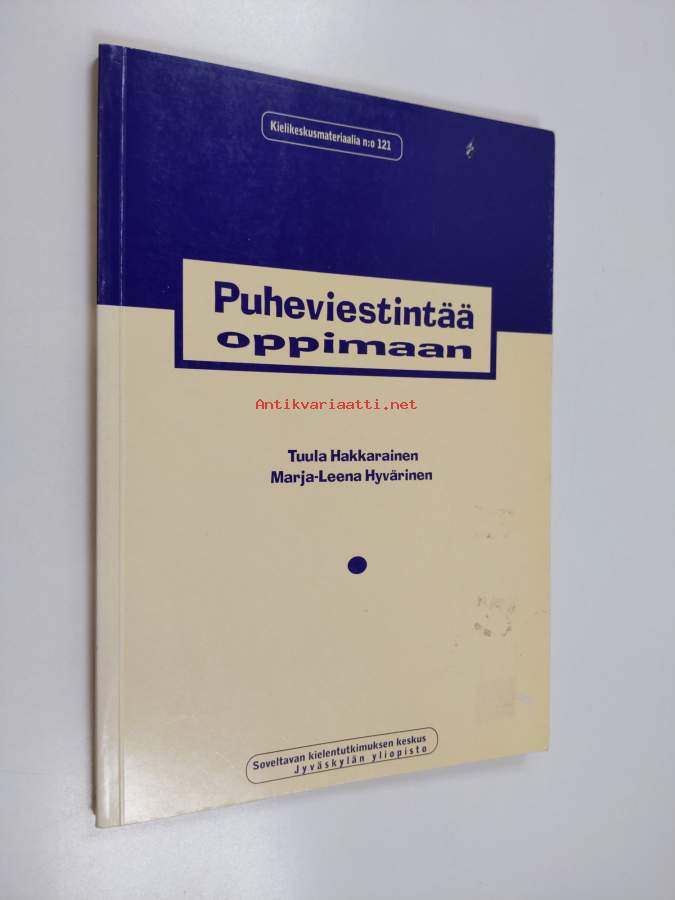 Kielikeskusmateriaalia n:o 121
Puheviestintää
oppimaan
Antikvariaatti.net
Tuula Hakkarainen
Marja-Leena Hyvärinen
Soveltavan kielentutkimuksen keskus
Jyväskylän yliopisto